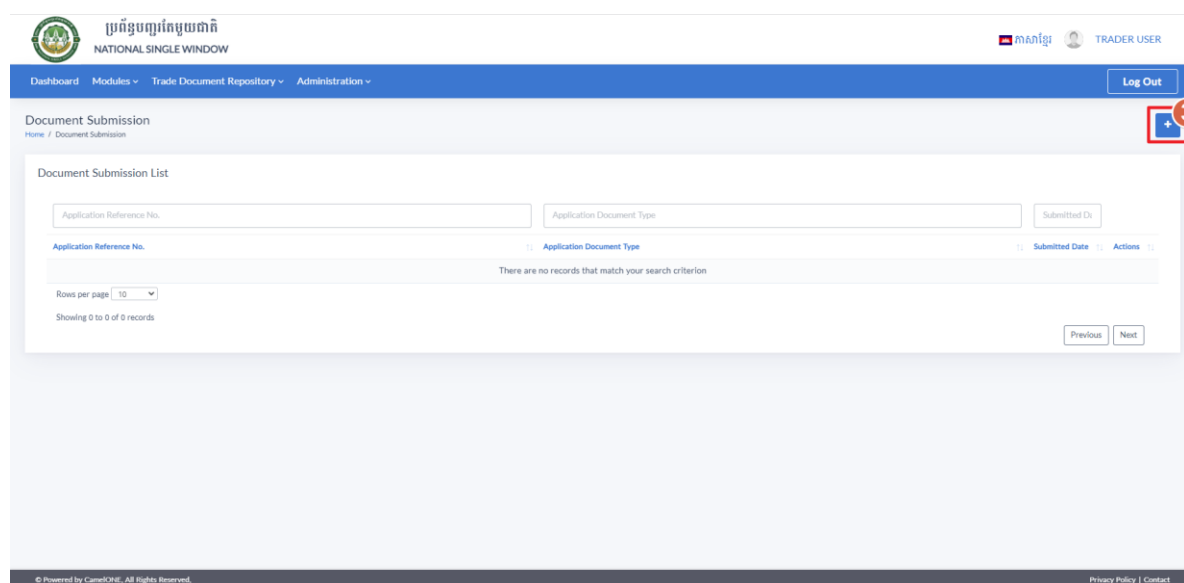 ប្រព័ន្ធបញ្ជរតែមួយជាតិ
NATIONAL SINGLE WINDOW
ភាសាខ្មែរ TRADER USER
Dashboard Modules Trade Document Repository Administration Log Out
Document Submission
Home / Document Submission
+
Document Submission List
Application Reference No. Application Document Type Submitted Da
Application Reference No. Application Document Type Submitted Date Actions
There are no records that match your search criterion
Rows per page 10
Showing 0 to 0 of 0 records
Previous Next
© Powered by CamelONE. All Rights Reserved. Privacy Policy | Contact